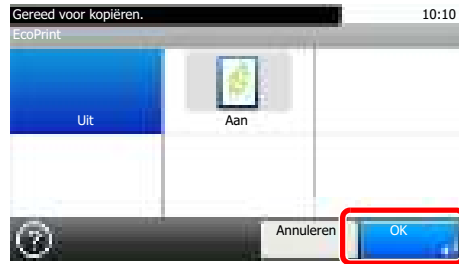 Gereed voor kopiëren. 10:10
EcoPrint
Uit Aan
Annuleren OK